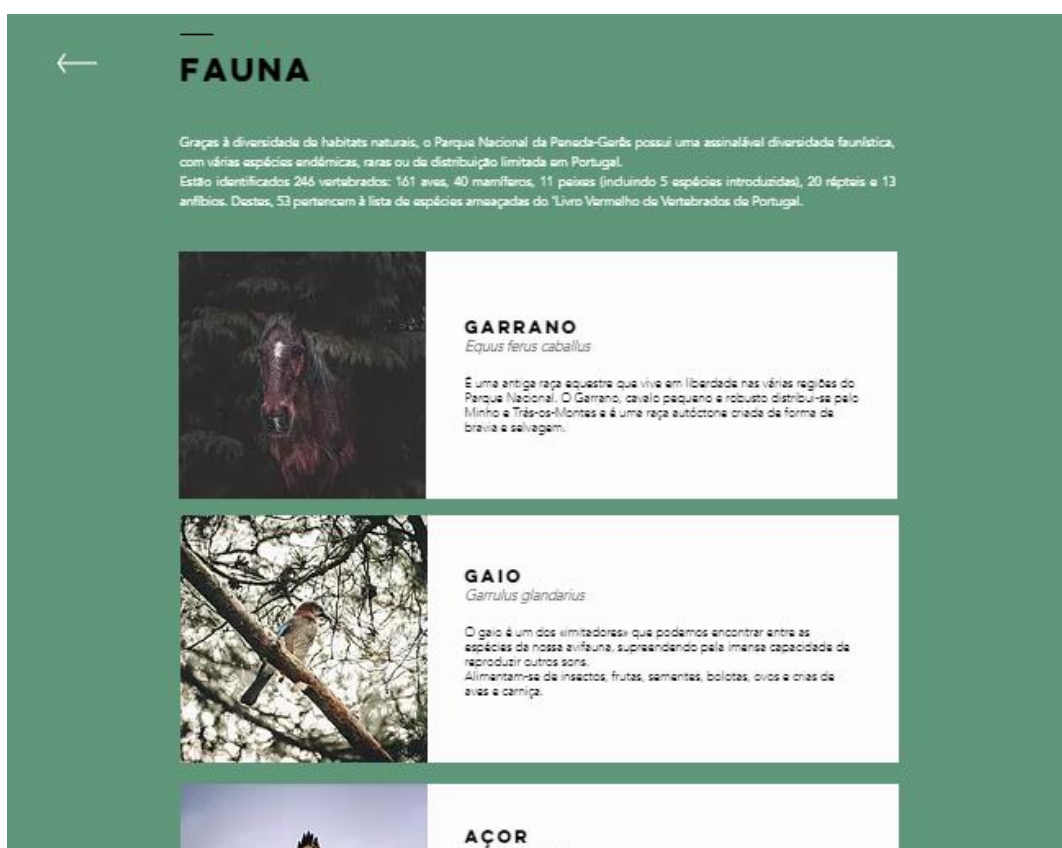 FAUNA
Graças à diversidade de habitats naturais, o Parque Nacional da Peneda-Gerês possui uma assinalável diversidade faunística,
com várias espécies endémicas, raras ou de distribuição limitada em Portugal.
Estão identificados 246 vertebrados: 161 aves, 40 mamíferos, 11 peixes (incluindo 5 espécies introduzidas), 20 répteis e 13
anfíbios. Destes, 53 pertencem à lista de espécies ameaçadas do "Livro Vermelho de Vertebrados de Portugal.
GARRANO
Equus ferus caballus
É uma antiga raça equestre que vive em liberdade nas várias regiões do
Parque Nacional. O Garrano, cavalo pequeno e robusto distribui-se pelo
Minho e Trás-os-Montes e é uma raça autóctone criada de forma de
bravia e selvagem.
GAIO
Garrulus glandarius
O gaio é um dos «imitadores» que podemos encontrar entre as
espécies da nossa avifauna, supreendendo pela imensa capacidade de
reproduzir outros sons.
Alimentam-se de insectos, frutas, sementes, bolotas, ovos e crias de
aves e carniça.
AÇOR